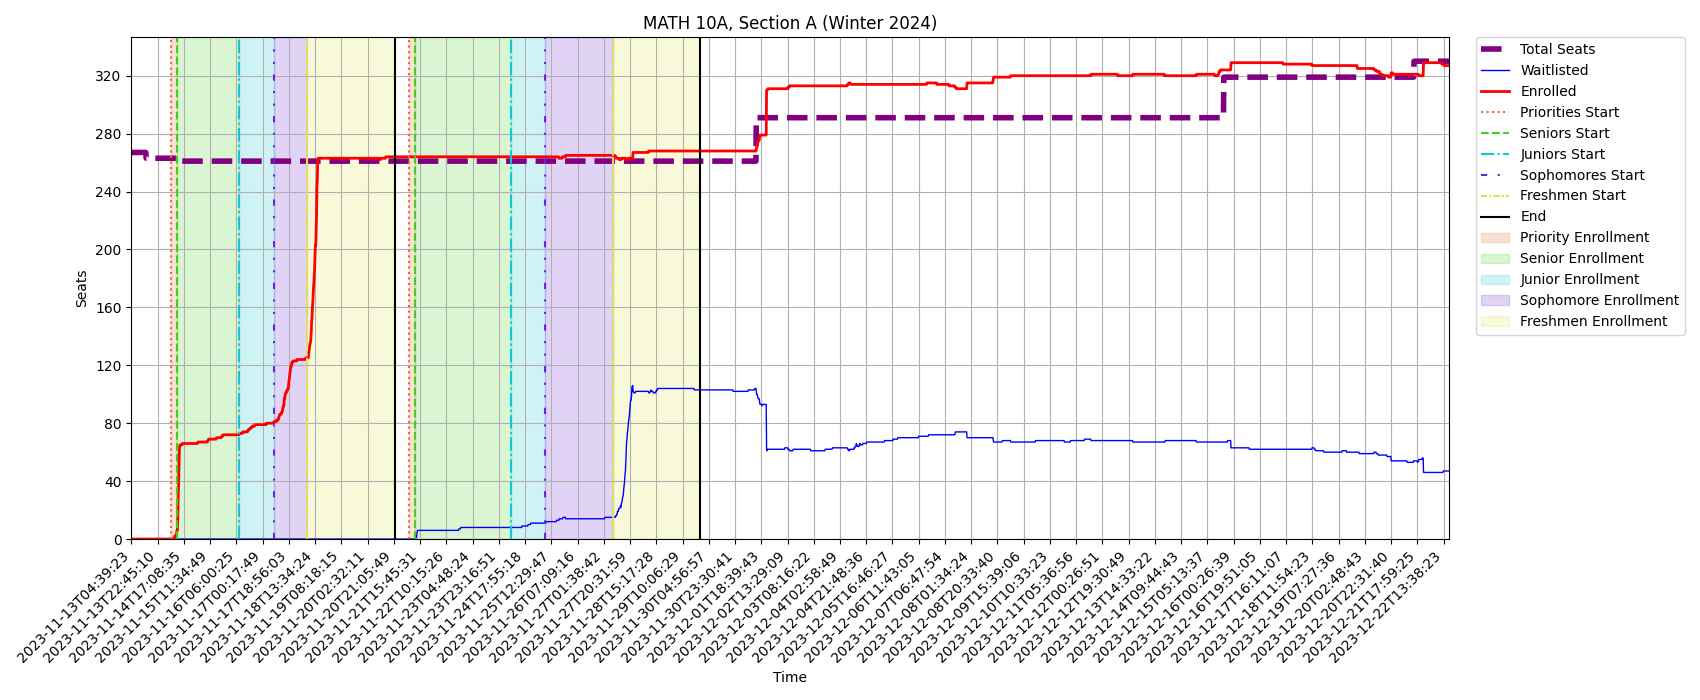 MATH 10A, Section A (Winter 2024)
Seats
320
280
240
200
160
120
80
40
0
2023-11-13T04:39:23
2023-11-13T22:45:10
2023-11-14T17:08:35
2023-11-15T11:34:49
2023-11-16T06:00:25
2023-11-17T00:17:49
2023-11-17T18:56:03
2023-11-18T13:34:24
2023-11-19T08:18:15
2023-11-20T02:32:11
2023-11-20T21:05:49
2023-11-21T15:45:31
2023-11-22T10:15:26
2023-11-23T04:48:24
2023-11-23T23:16:51
2023-11-24T17:55:18
2023-11-25T12:29:47
2023-11-26T07:09:16
2023-11-27T01:38:42
2023-11-27T20:31:59
2023-11-28T15:17:28
2023-11-29T10:06:29
2023-11-30T04:56:57
2023-11-30T23:30:41
2023-12-01T18:39:43
2023-12-02T13:29:09
2023-12-03T08:16:22
2023-12-04T02:58:49
2023-12-04T21:48:36
2023-12-05T16:46:27
2023-12-06T11:43:05
2023-12-07T06:47:54
2023-12-08T01:34:24
2023-12-08T20:33:40
2023-12-09T15:39:06
2023-12-10T10:33:23
2023-12-11T05:36:56
2023-12-12T00:26:51
2023-12-12T19:30:49
2023-12-13T14:33:22
2023-12-14T09:44:43
2023-12-15T05:13:37
2023-12-16T00:26:39
2023-12-16T19:51:05
2023-12-17T16:11:07
2023-12-18T11:54:23
2023-12-19T07:27:36
2023-12-20T02:48:43
2023-12-20T22:31:40
2023-12-21T17:59:25
2023-12-22T13:38:23
Time
Total Seats
Waitlisted
Enrolled
Priorities Start
Seniors Start
Juniors Start
Sophomores Start
Freshmen Start
End
Priority Enrollment
Senior Enrollment
Junior Enrollment
Sophomore Enrollment
Freshmen Enrollment